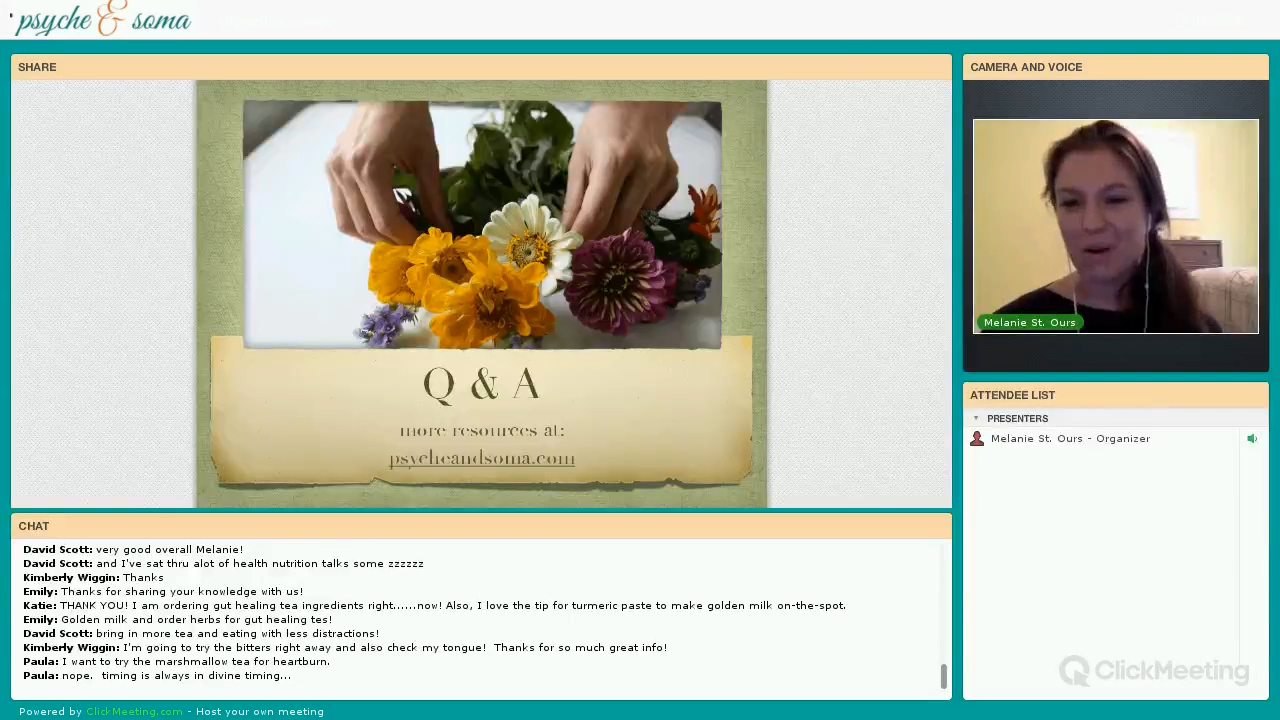 psyche & soma
SHARE
CAMERA AND VOICE
Melanie St. Ours
Q & A
more resources at:
psycheandsoma.com
ATTENDEE LIST
PRESENTERS
Melanie St. Ours - Organizer
CHAT
David Scott: very good overall Melanie!
David Scott: and I've sat thru alot of health nutrition talks some zzzzzz
Kimberly Wiggin: Thanks
Emily: Thanks for sharing your knowledge with us!
Katie: THANK YOU! I am ordering gut healing tea ingredients right......now! Also, I love the tip for turmeric paste to make golden milk on-the-spot.
Emily: Golden milk and order herbs for gut healing tes!
David Scott: bring in more tea and eating with less distractions!
Kimberly Wiggin: I'm going to try the bitters right away and also check my tongue! Thanks for so much great info!
Paula: I want to try the marshmallow tea for heartburn.
Paula: nope. timing is always in divine timing...
ClickMeeting
Powered by ClickMeeting.com - Host your own meeting